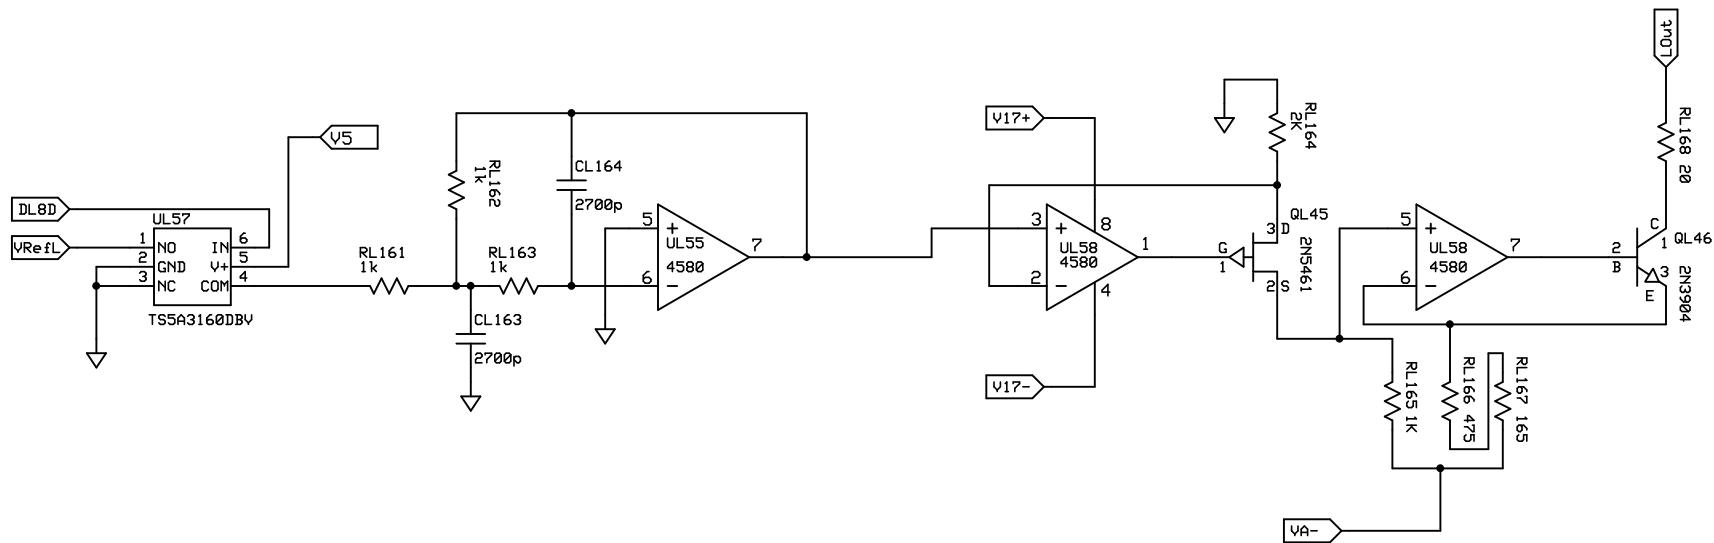 LOut
V17+
RL164
2K
V5
RL168 20
RL162
1k
CL164
2700p
DL8D
UL57
VRefL
1 NO IN 6
2 GND V+ 5
3 NC COM 4
TS5A3160DBV
RL161
1k
RL163
1k
5 +
6 −
UL55
4580
7
CL163
2700p
3 +
2 −
UL58
4580
8
1
4
V17-
QL45
3 D
G
1
2 S
2N5461
5 +
6 −
UL58
4580
7
2
B
C
1
QL46
3
E
2N3904
RL165 1K
RL166 475
RL167 165
VA-